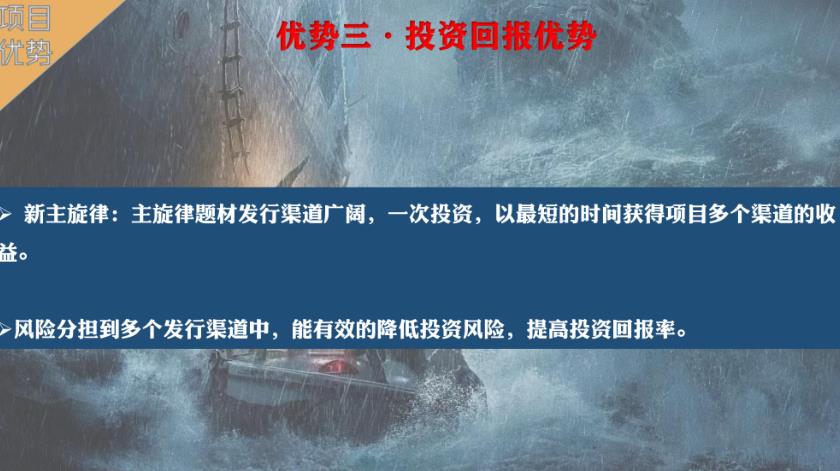 项目
优势
优势三·投资回报优势
➢ 新主旋律：主旋律题材发行渠道广阔，一次投资，以最短的时间获得项目多个渠道的收
益。
➢风险分担到多个发行渠道中，能有效的降低投资风险，提高投资回报率。